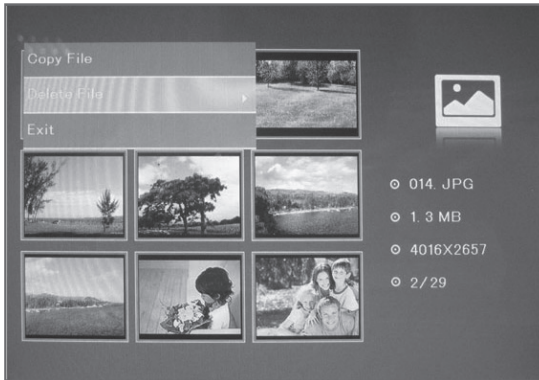 Copy File
Delete File
Exit
014. JPG
1. 3 MB
4016X2657
2/29